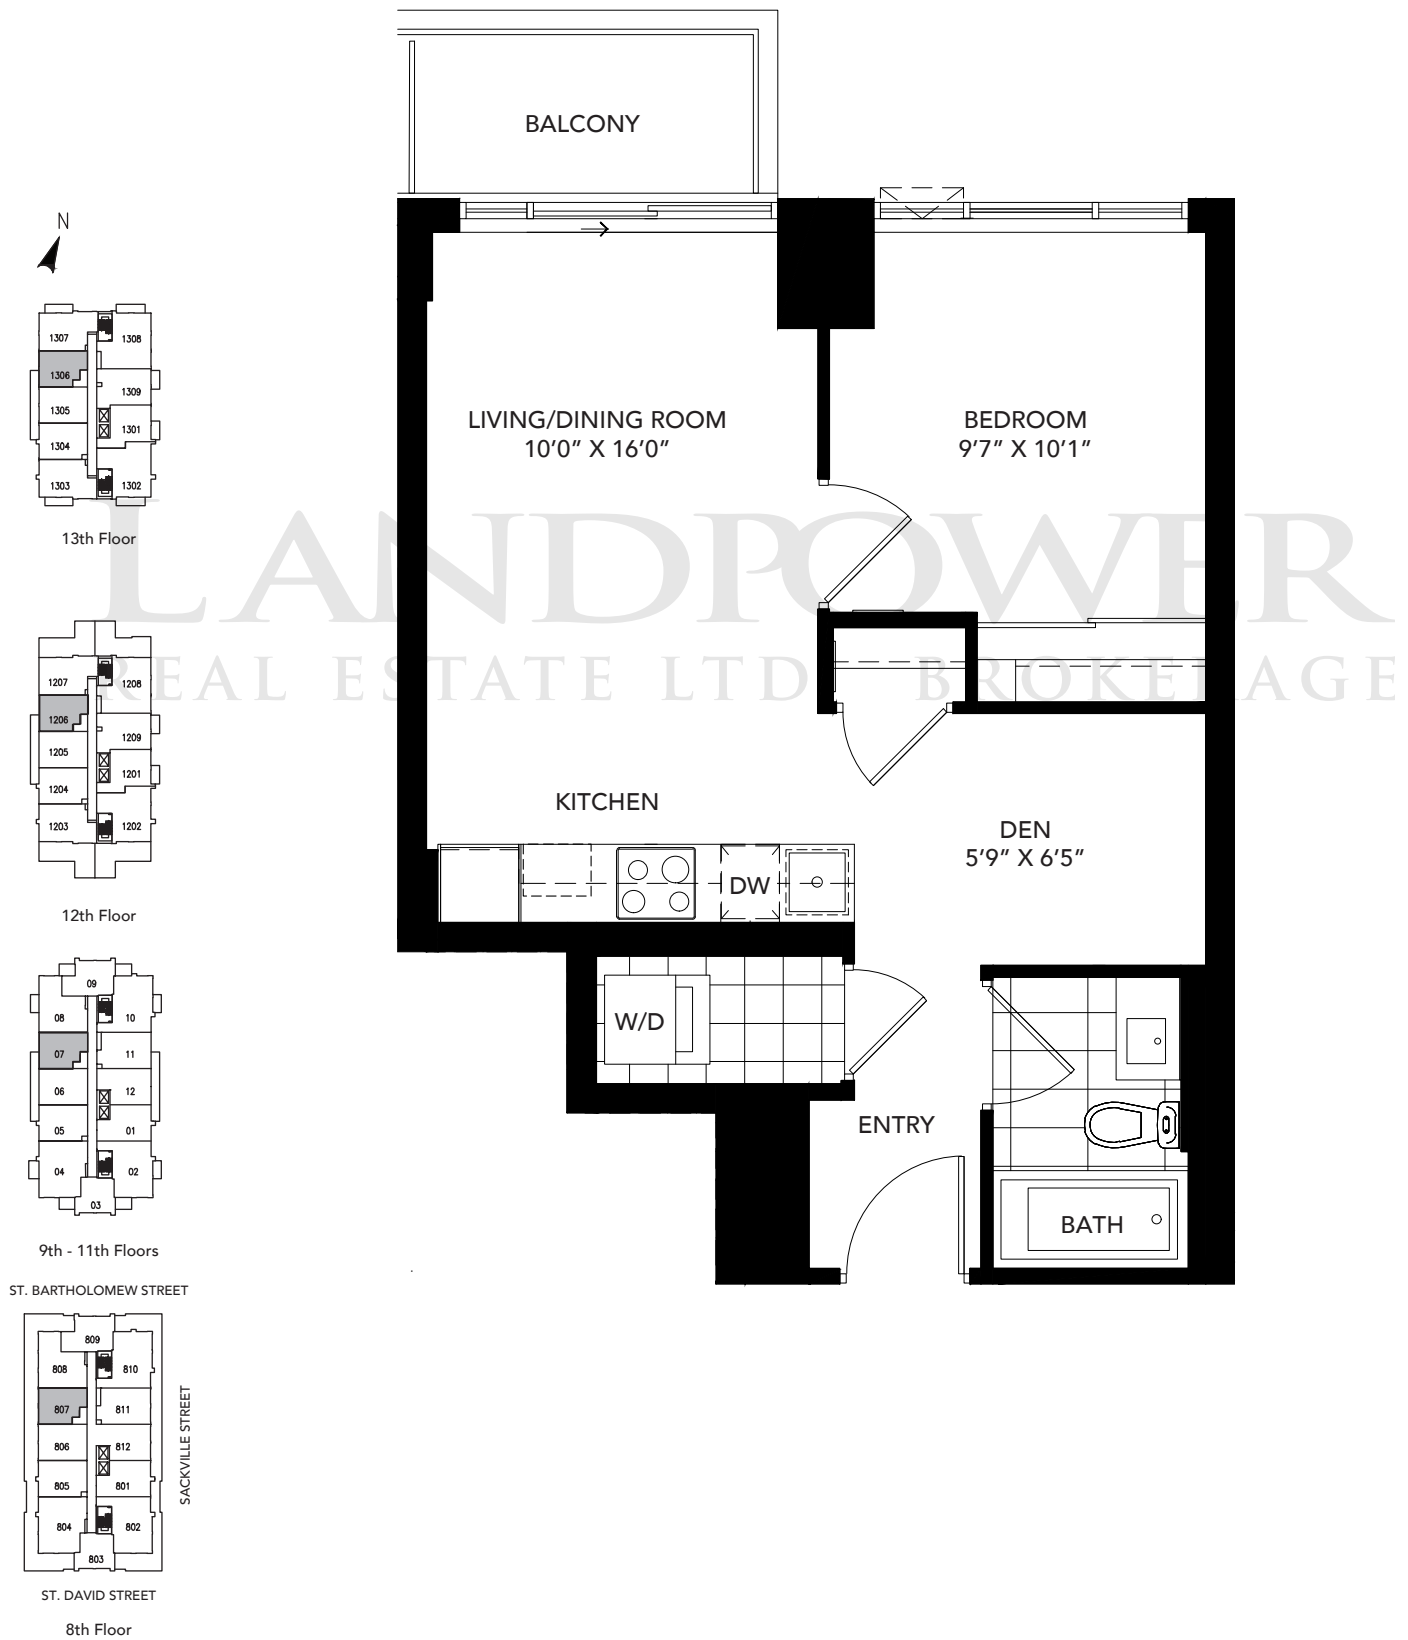 BALCONY
N
LIVING/DINING ROOM
10'0" X 16'0"
BEDROOM
9'7" X 10'1"
1307
1308
1306
1309
1305
1301
1304
1303
1302
13th Floor
LANDPOWER
REAL ESTATE LTD BROKERAGE
1207
1208
1206
1209
1205
1201
1204
1203
1202
12th Floor
KITCHEN
DEN
5'9" X 6'5"
DW
W/D
ENTRY
BATH
09
08
10
07
11
06
12
05
01
04
02
03
9th - 11th Floors
ST. BARTHOLOMEW STREET
809
808
810
807
811
806
812
805
801
804
802
803
SACKVILLE STREET
ST. DAVID STREET
8th Floor